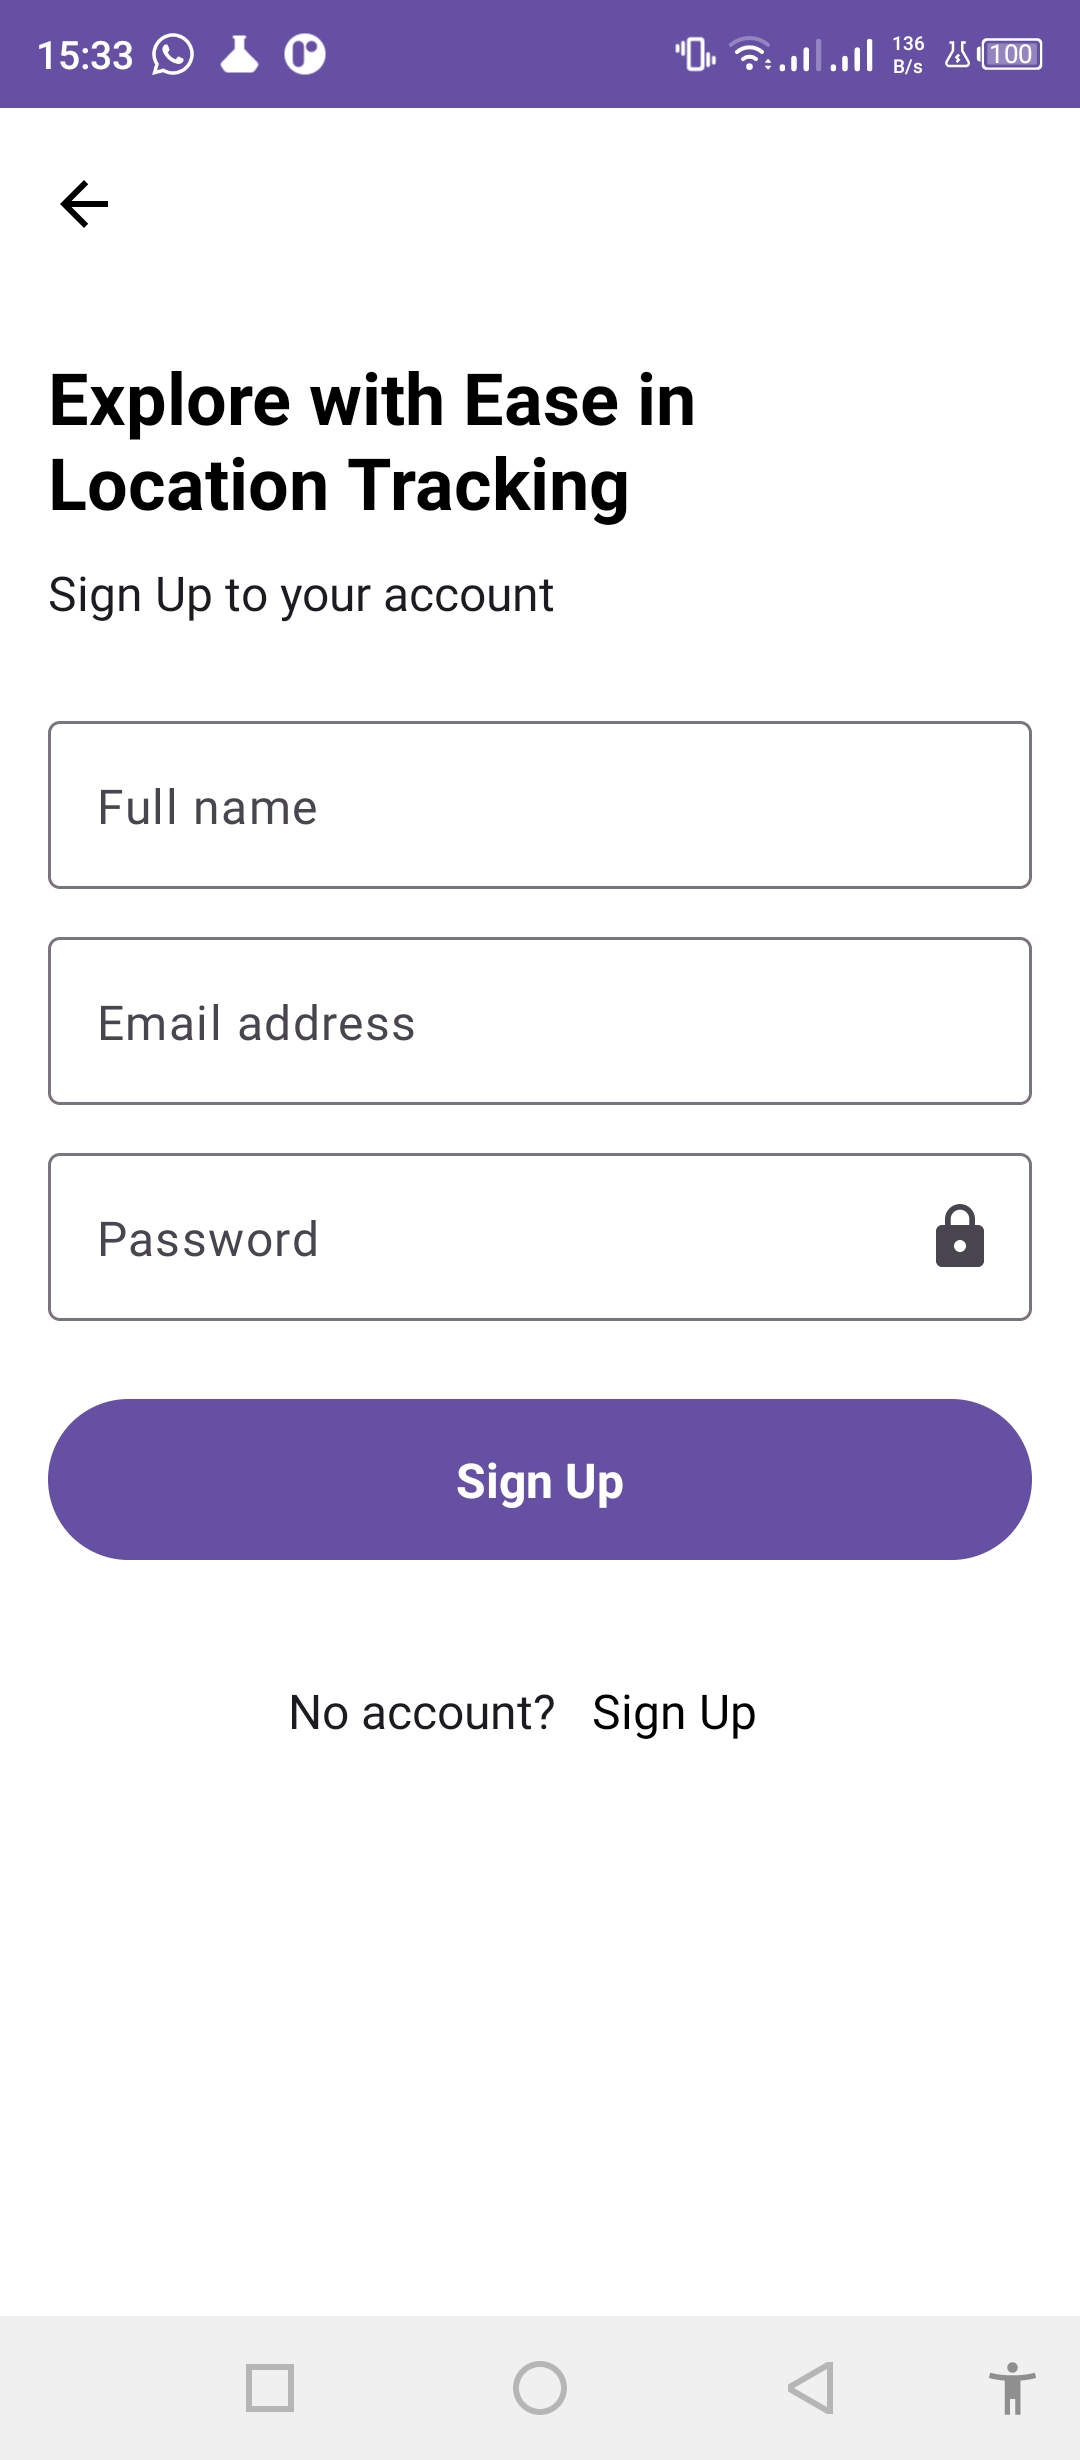 15:33 136 B/s 100
Explore with Ease in
Location Tracking
Sign Up to your account
Full name
Email address
Password
Sign Up
No account? Sign Up